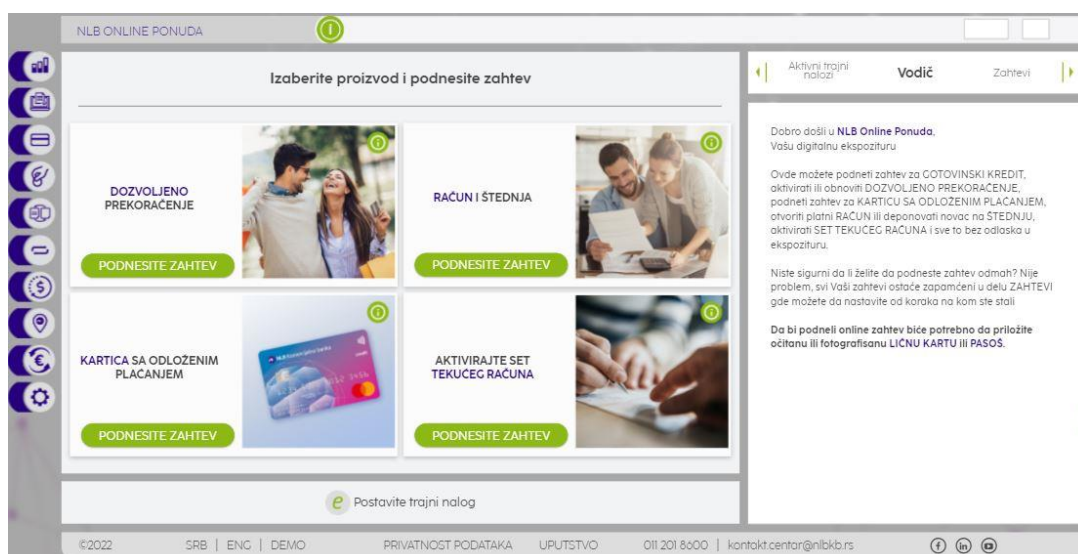 NLB ONLINE PONUDA
Izaberite proizvod i podnesite zahtev
DOZVOLJENO
PREKORAČENJE
PODNESITE ZAHTEV
RAČUN I ŠTEDNJA
PODNESITE ZAHTEV
KARTICA SA ODLOŽENIM
PLAĆANJEM
PODNESITE ZAHTEV
AKTIVIRAJTE SET
TEKUĆEG RAČUNA
PODNESITE ZAHTEV
e Postavite trajni nalog
Aktivni trajni
nalozi
Vodič
Zahtevi
Dobro došli u NLB Online Ponuda,
Vašu digitalnu ekspozituru
Ovde možete podneti zahtev za GOTOVINSKI KREDIT,
aktivirati ili obnoviti DOZVOLJENO PREKORAČENJE,
podneti zahtev za KARTICU SA ODLOŽENIM PLAĆANJEM,
otvoriti platni RAČUN ili deponovati novac na ŠTEDNJU,
aktivirati SET TEKUĆEG RAČUNA i sve to bez odlaska u
ekspozituru.
Niste sigurni da li želite da podneste zahtev odmah? Nije
problem, svi Vaši zahtevi ostaće zapamćeni u delu ZAHTEVI
gde možete da nastavite od koraka na kom ste stali
Da bi podneli online zahtev biće potrebno da priložite
očitanu ili fotografisanu LIČNU KARTU ili PASOŠ.
©2022 SRB | ENG | DEMO PRIVATNOST PODATAKA UPUTSTVO 011 201 8600 | kontakt.centar@nlbkb.rs